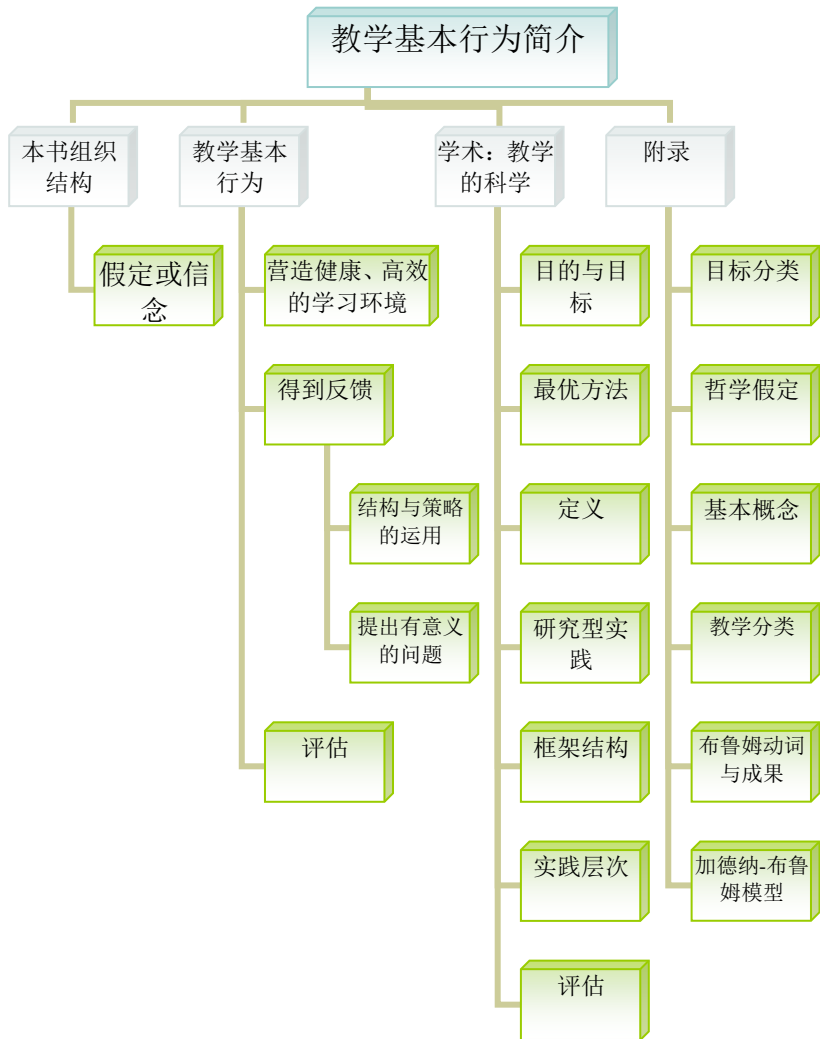 教学基本行为简介
本书组织
结构
假定或信
念
教学基本
行为
营造健康、高效
的学习环境
得到反馈
结构与策略
的运用
提出有意义
的问题
评估
学术：教学
的科学
目的与目
标
最优方法
定义
研究型实
践
框架结构
实践层次
评估
附录
目标分类
哲学假定
基本概念
教学分类
布鲁姆动词
与成果
加德纳-布鲁
姆模型